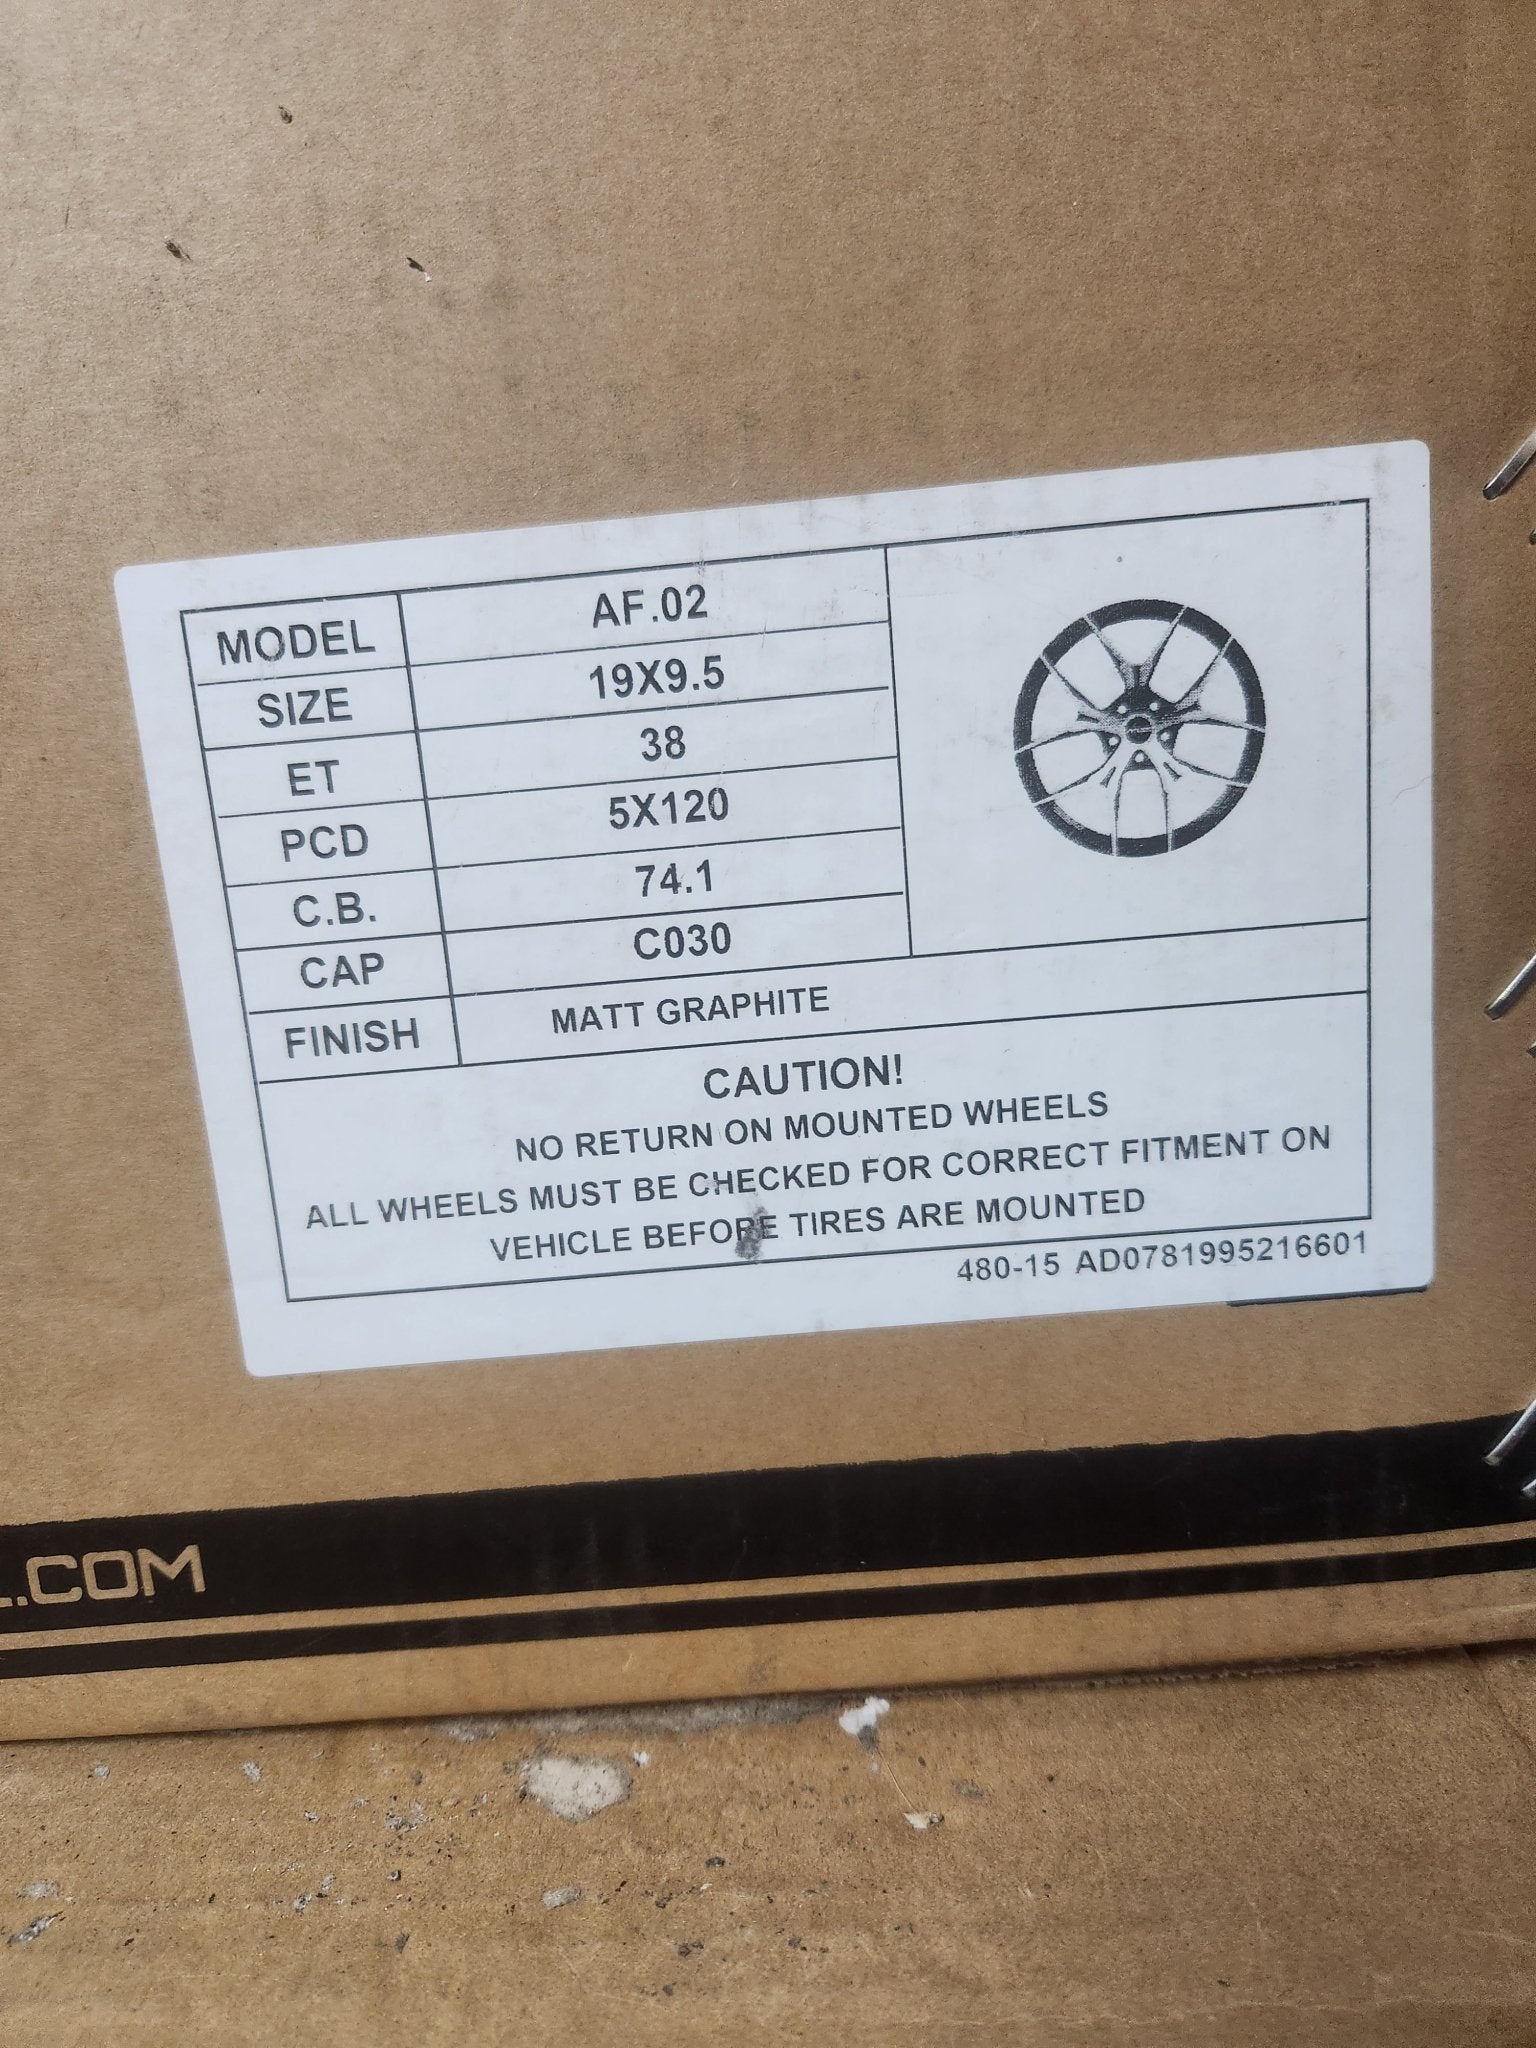 MODEL AF.02
SIZE 19X9.5
ET 38
PCD 5X120
C.B. 74.1
CAP C030
FINISH MATT GRAPHITE
CAUTION!
NO RETURN ON MOUNTED WHEELS
ALL WHEELS MUST BE CHECKED FOR CORRECT FITMENT ON
VEHICLE BEFORE TIRES ARE MOUNTED
480-15 AD0781995216601
.COM